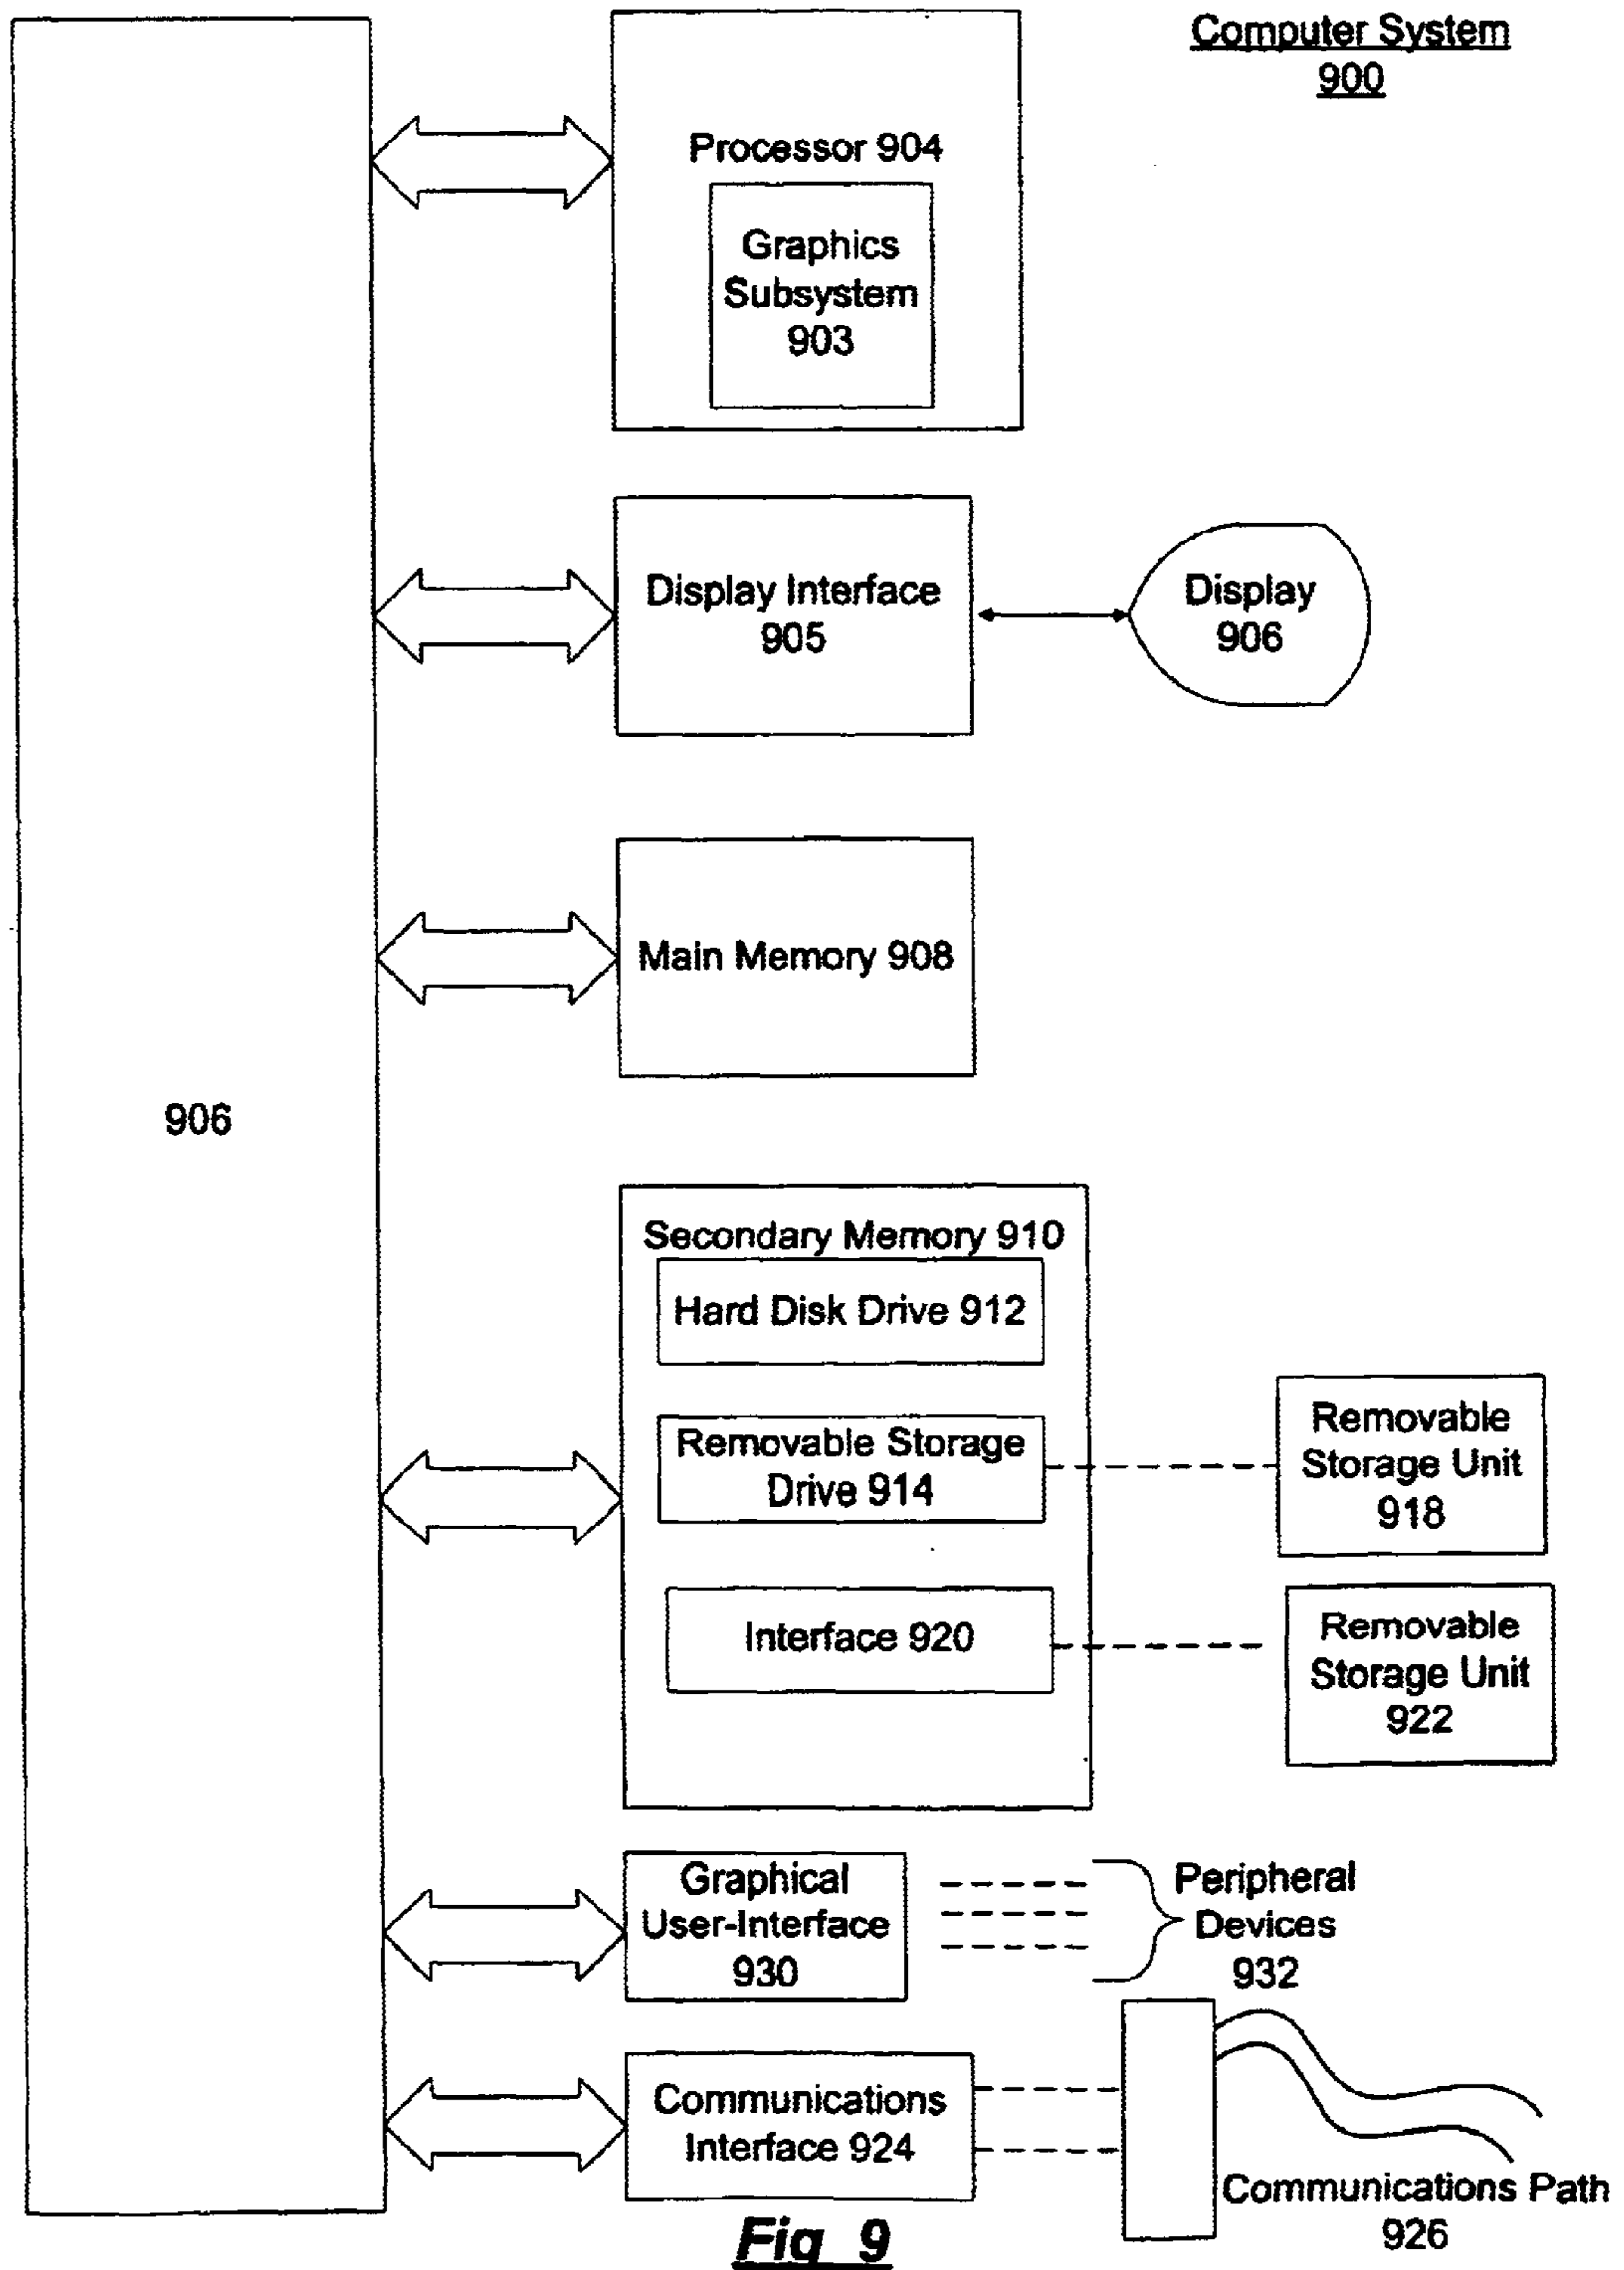 Computer System
900
Processor 904
Graphics
Subsystem
903
Display Interface
905
Display
906
Main Memory 908
906
Secondary Memory 910
Hard Disk Drive 912
Removable Storage
Drive 914
Removable
Storage Unit
918
Interface 920
Removable
Storage Unit
922
Graphical
User-Interface
930
Peripheral
Devices
932
Communications
Interface 924
Communications Path
926
Fig 9